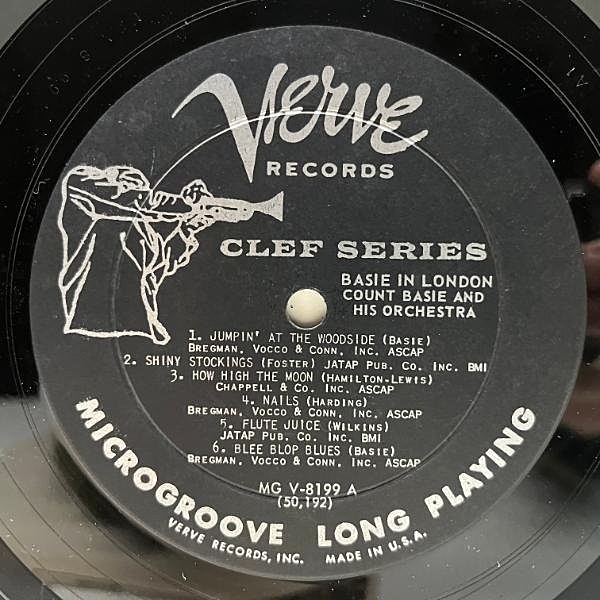 Verve
RECORDS
CLEF SERIES
BASIE IN LONDON
COUNT BASIE AND
HIS ORCHESTRA
1. JUMPIN' AT THE WOODSIDE (BASIE)
BREGMAN, VOCCO & CONN, INC. ASCAP
2. SHINY STOCKINGS (FOSTER) JATAP PUB. CO. INC. BMI
3. HOW HIGH THE MOON (HAMILTON-LEWIS)
CHAPPELL & CO. INC. ASCAP
4. NAILS (HARDING)
BREGMAN, VOCCO & CONN, INC. ASCAP
5. FLUTE JUICE (WILKINS)
JATAP PUB. CO. INC. BMI
6. BLEE BLOP BLUES (BASIE)
BREGMAN, VOCCO & CONN, INC. ASCAP
MG V-8199 A
(50,192)
MICROGROOVE LONG PLAYING
VERVE RECORDS, INC. MADE IN U.S.A.